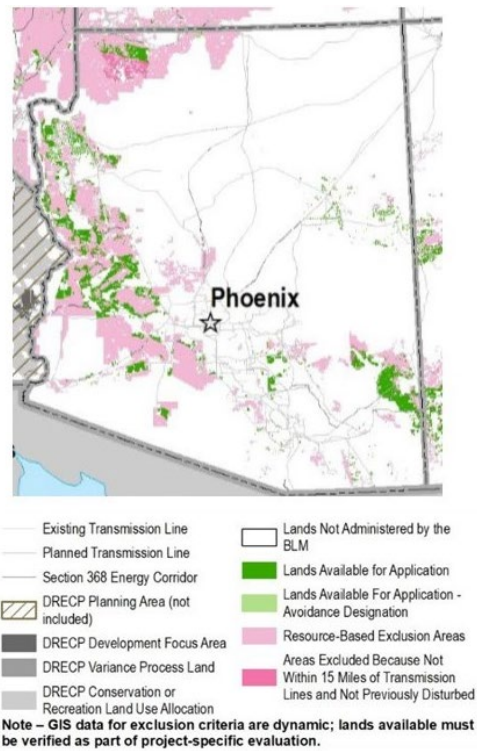 Phoenix
Existing Transmission Line
Planned Transmission Line
Section 368 Energy Corridor
DRECP Planning Area (not
included)
DRECP Development Focus Area
DRECP Variance Process Land
DRECP Conservation or
Recreation Land Use Allocation
Lands Not Administered by the
BLM
Lands Available for Application
Lands Available For Application -
Avoidance Designation
Resource-Based Exclusion Areas
Areas Excluded Because Not
Within 15 Miles of Transmission
Lines and Not Previously Disturbed
Note – GIS data for exclusion criteria are dynamic; lands available must
be verified as part of project-specific evaluation.